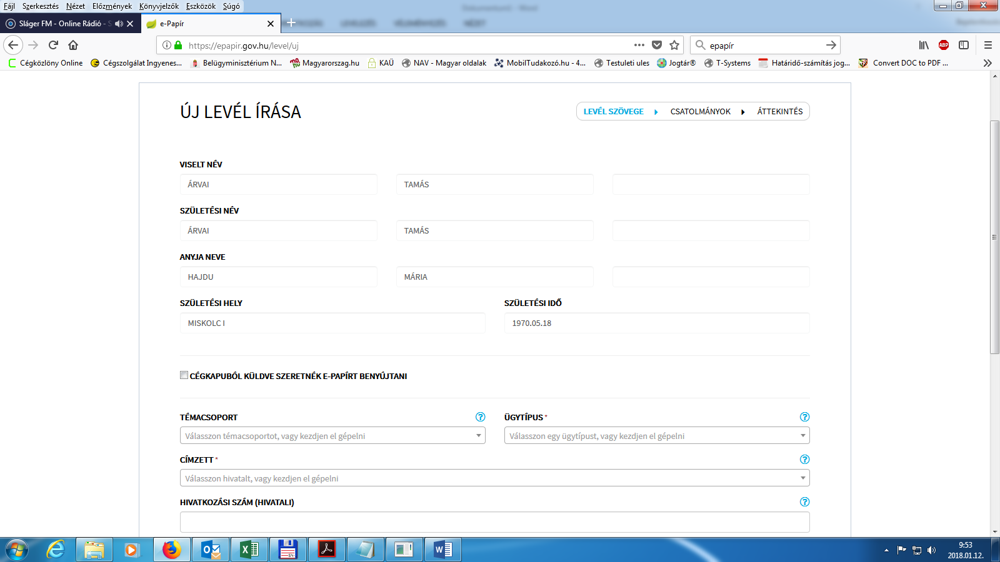 Fájl Szerkesztés Nézet Előzmények Könyvjelzők Eszközök Súgó
Sláger FM - Online Rádió - S
e-Papír
https://epapir.gov.hu/level/uj
epapír
Cégközlöny Online
Cégszolgálat Ingyenes...
Belügyminisztérium N...
Magyarorszag.hu
KAÜ
NAV - Magyar oldalak
MobilTudakozó.hu - 4...
Testuleti ules
Jogtár®
T-Systems
Határidő-számítás jog...
Convert DOC to PDF ...
ÚJ LEVÉL ÍRÁSA
LEVÉL SZÖVEGE CSATOLMÁNYOK ÁTTEKINTÉS
VISELT NÉV
ÁRVAI TAMÁS
SZÜLETÉSI NÉV
ÁRVAI TAMÁS
ANYJA NEVE
HAJDU MÁRIA
SZÜLETÉSI HELY SZÜLETÉSI IDŐ
MISKOLC I 1970.05.18
CÉGKAPUBÓL KÜLDVE SZERETNÉK E-PAPÍRT BENYÚJTANI
TÉMACSOPORT ÜGYTÍPUS *
Válasszon témacsoportot, vagy kezdjen el gépelni Válasszon egy ügytípust, vagy kezdjen el gépelni
CÍMZETT *
Válasszon hivatalt, vagy kezdjen el gépelni
HIVATKOZÁSI SZÁM (HIVATALI)
9:53
2018.01.12.